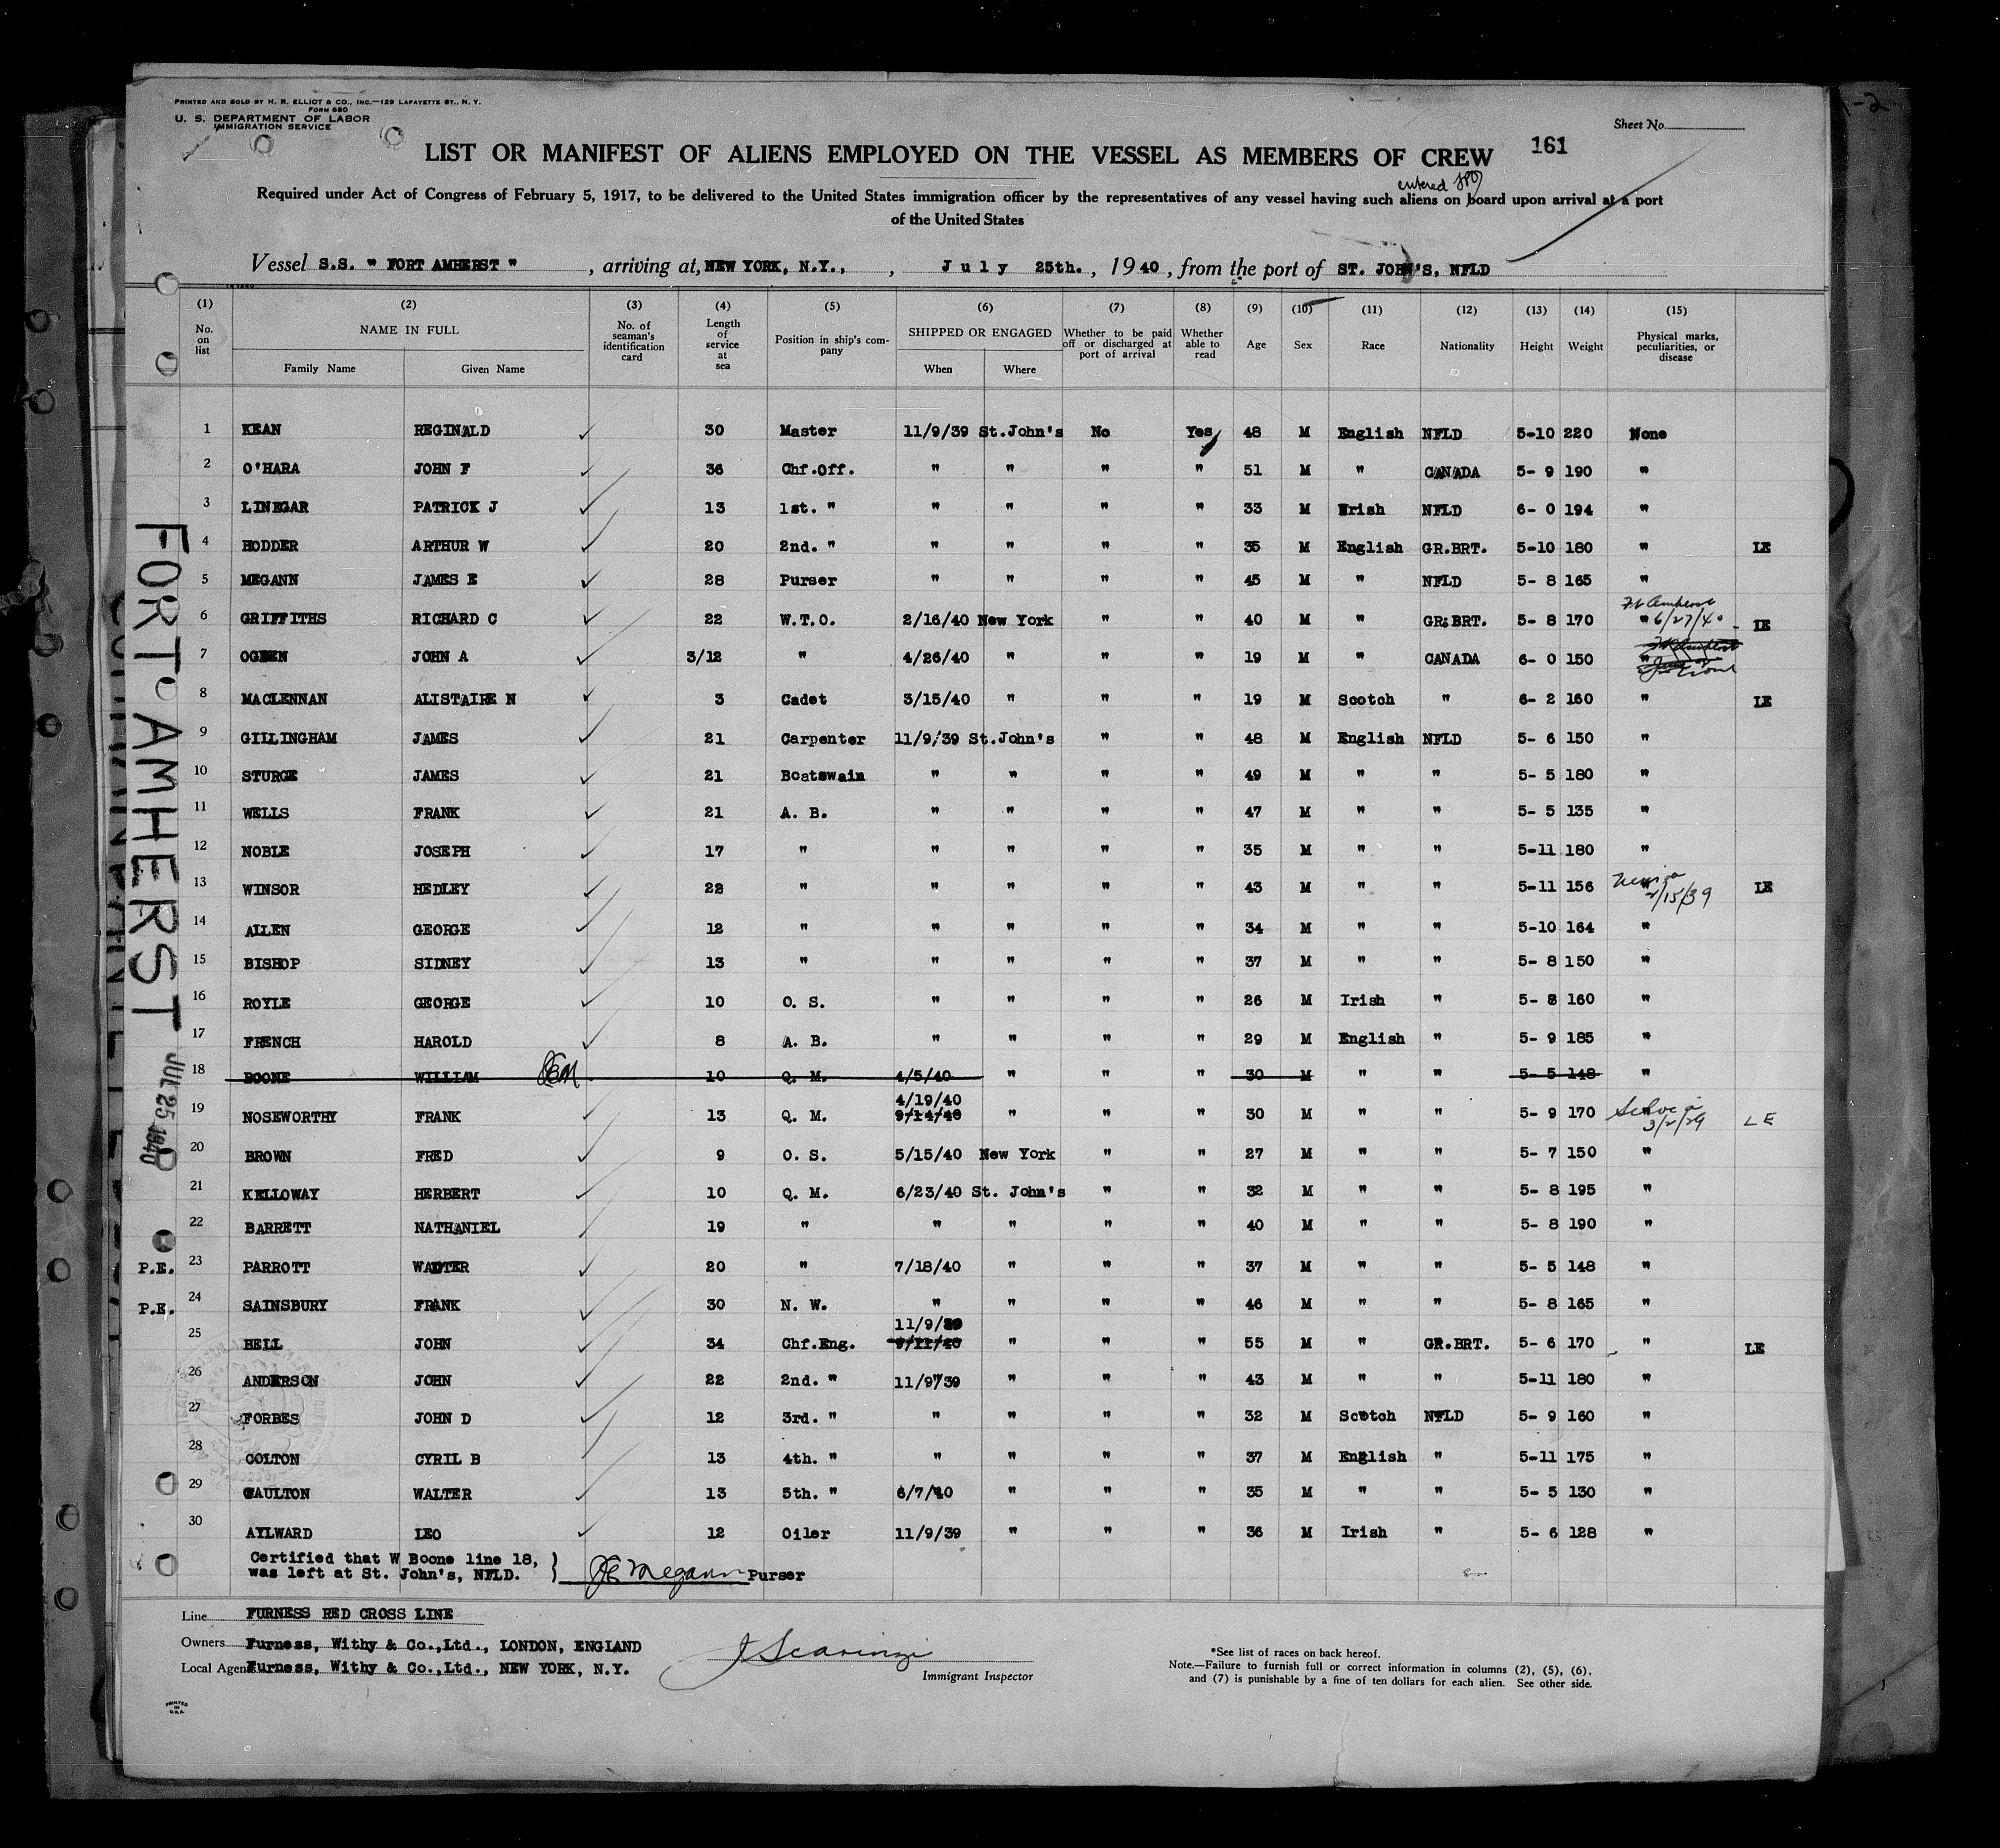 PRINTED AND SOLD BY H. R. ELLIOT & CO., INC.—129 LAFAYETTE ST., N. Y.
FORM 680
U. S. DEPARTMENT OF LABOR
IMMIGRATION SERVICE
Sheet No.
LIST OR MANIFEST OF ALIENS EMPLOYED ON THE VESSEL AS MEMBERS OF CREW 161
entered
Required under Act of Congress of February 5, 1917, to be delivered to the United States immigration officer by the representatives of any vessel having such aliens on board upon arrival at a port
of the United States
Vessel S.S. " FORT AMHERST ", arriving at, NEW YORK, N.Y., , July 25th., 1940, from the port of ST. JOHN'S, NFLD
(1) (2) (3) (4) (5) (6) (7) (8) (9) (10) (11) (12) (13) (14) (15)
No. on list NAME IN FULL Family Name Given Name No. of seaman's identification card Length of service at sea Position in ship's company SHIPPED OR ENGAGED When Where Whether to be paid off or discharged at port of arrival Whether able to read Age Sex Race Nationality Height Weight Physical marks, peculiarities, or disease
1 KEAN REGINALD 30 Master 11/9/39 St.John's No Yes 48 M English NFLD 5-10 220 None
2 O'HARA JOHN F 36 Chf.Off. " " " " 51 M " CANADA 5- 9 190 "
3 LINEGAR PATRICK J 13 1st. " " " " " 33 M Irish NFLD 6- 0 194 "
4 HODDER ARTHUR W 20 2nd. " " " " " 35 M English GR.BRT. 5-10 180 " LE
5 MEGANN JAMES E 28 Purser " " " " 45 M " NFLD 5- 8 165 "
6 GRIFFITHS RICHARD C 22 W.T.O. 2/16/40 New York " " 40 M " GR.BRT. 5- 8 170 Ft Amherst " 6/27/40 LE
7 OGDEN JOHN A 3/12 " 4/26/40 " " " 19 M " CANADA 6- 0 150 "
8 MACLENNAN ALISTAIRE N 3 Cadet 3/15/40 " " " 19 M Scotch " 6- 2 160 " LE
9 GILLINGHAM JAMES 21 Carpenter 11/9/39 St.John's " " 48 M English NFLD 5- 6 150 "
10 STURGE JAMES 21 Boatswain " " " " 49 M " " 5- 5 180 "
11 WELLS FRANK 21 A. B. " " " " 47 M " " 5- 5 135 "
12 NOBLE JOSEPH 17 " " " " " 35 M " " 5-11 180 "
13 WINSOR HEDLEY 22 " " " " " 43 M " " 5-11 156 " /15/39 LE
14 ALLEN GEORGE 12 " " " " " 34 M " " 5-10 164 "
15 BISHOP SIDNEY 13 " " " " " 37 M " " 5- 8 150 "
16 ROYLE GEORGE 10 O. S. " " " " 26 M Irish " 5- 8 160 "
17 FRENCH HAROLD 8 A. B. " " " " 29 M English " 5- 9 185 "
18 BOONE WILLIAM JEM 10 Q. M. 4/5/40 " " " 30 M " " 5- 5 148 "
4/19/40
19 NOSEWORTHY FRANK 13 Q. M. 9/14/40 " " " 30 M " " 5- 9 170 Silvia 3/2/29 LE
20 BROWN FRED 9 O. S. 5/15/40 New York " " 27 M " " 5- 7 150 "
21 KELLOWAY HERBERT 10 Q. M. 6/23/40 St. John's " " 32 M " " 5- 8 195 "
22 BARRETT NATHANIEL 19 " " " " " 40 M " " 5- 8 190 "
P.E. 23 PARROTT WALTER 20 " 7/18/40 " " " 37 M " " 5- 5 148 "
P.E. 24 SAINSBURY FRANK 30 N. W. " " " " 46 M " " 5- 8 165 "
11/9/39
25 BELL JOHN 34 Chf.Eng. " " " 55 M " GR.BRT. 5- 6 170 " LE
26 ANDERSON JOHN 22 2nd. " 11/9/39 " " " 43 M " " 5-11 180 "
27 FORBES JOHN D 12 3rd. " " " " " 32 M Scotch NFLD 5- 9 160 "
28 COLTON CYRIL B 13 4th. " " " " " 37 M English " 5-11 175 "
29 GAULTON WALTER 13 5th. " 6/7/40 " " " 35 M " " 5- 5 130 "
30 AYLWARD LEO 12 Oiler 11/9/39 " " " 36 M Irish " 5- 6 128 "
Certified that W Boone line 18,
was left at St. John's, NFLD. } JE Megann Purser
Line FURNESS RED CROSS LINE
Owners Furness, Withy & Co.,Ltd., LONDON, ENGLAND
Local Agents Furness, Withy & Co.,Ltd., NEW YORK, N.Y.
J Scaringi
Immigrant Inspector
*See list of races on back hereof.
Note.—Failure to furnish full or correct information in columns (2), (5), (6),
and (7) is punishable by a fine of ten dollars for each alien. See other side.
PRINTED
IN
U.S.A.
FORT AMHERST
JUL 25 1940